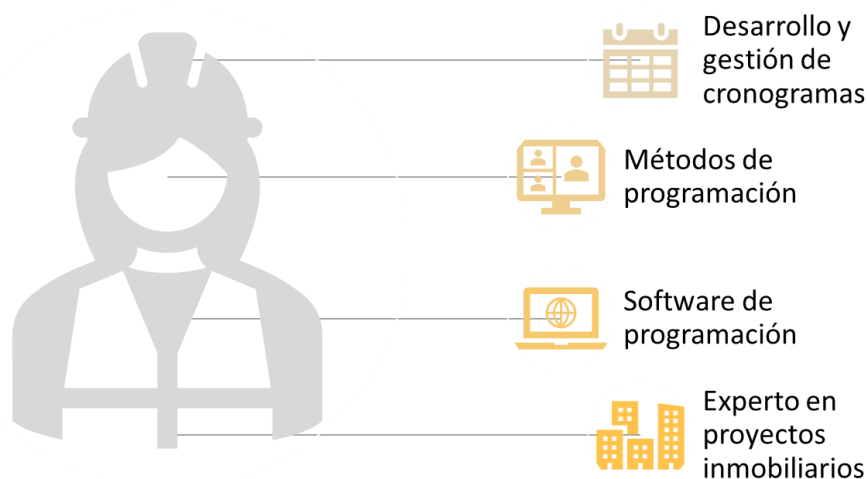 Desarrollo y
gestión de
cronogramas
Métodos de
programación
Software de
programación
Experto en
proyectos
inmobiliarios